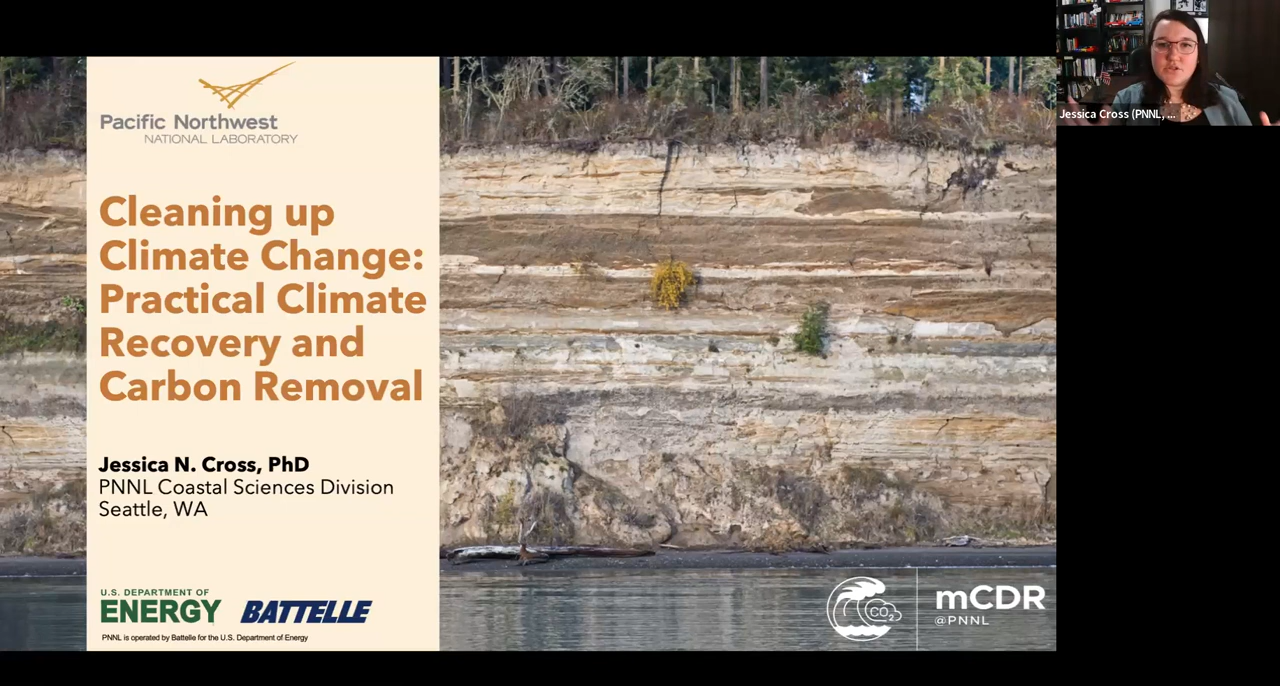 Pacific Northwest
NATIONAL LABORATORY
Cleaning up
Climate Change:
Practical Climate
Recovery and
Carbon Removal
Jessica N. Cross, PhD
PNNL Coastal Sciences Division
Seattle, WA
U.S. DEPARTMENT OF
ENERGY
BATTELLE
PNNL is operated by Battelle for the U.S. Department of Energy
CO2
mCDR
@PNNL
Jessica Cross (PNNL, ...